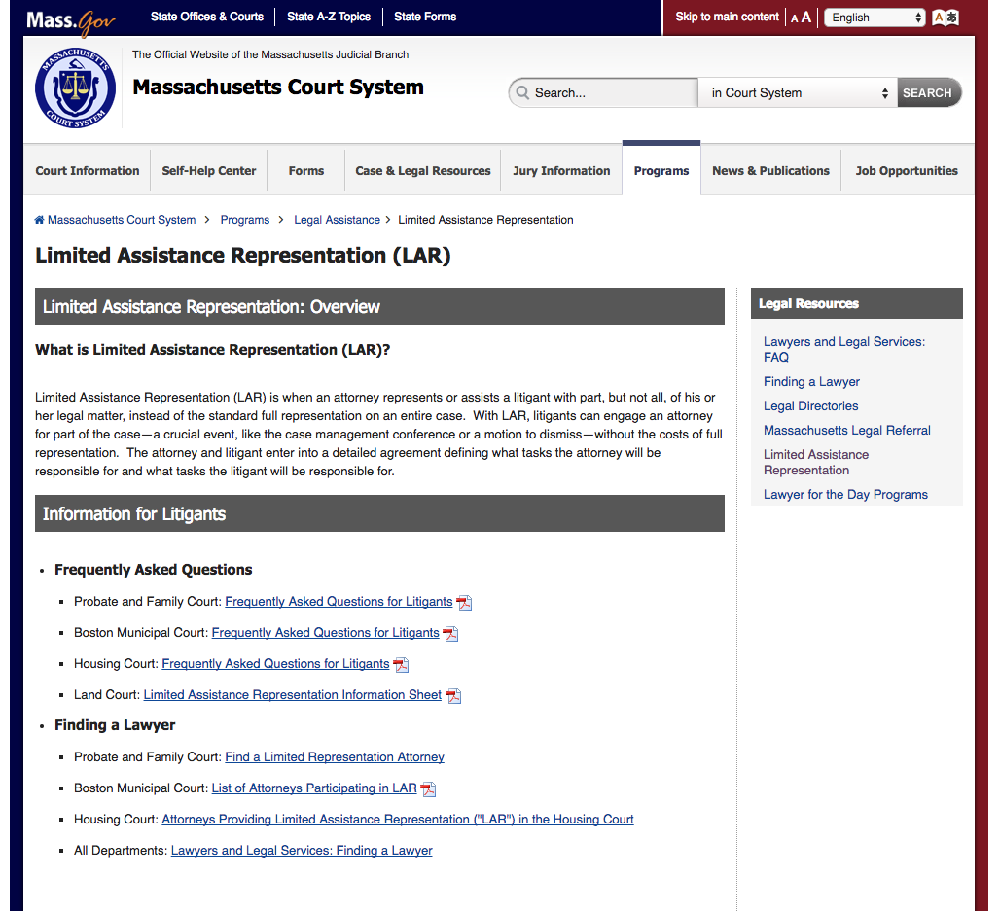 Mass.Gov
State Offices & Courts
State A-Z Topics
State Forms
Skip to main content
A A
English
A
The Official Website of the Massachusetts Judicial Branch
Massachusetts Court System
MASSACHUSETTS
COURT SYSTEM
Search...
in Court System
SEARCH
Court Information
Self-Help Center
Forms
Case & Legal Resources
Jury Information
Programs
News & Publications
Job Opportunities
Massachusetts Court System > Programs > Legal Assistance > Limited Assistance Representation
Limited Assistance Representation (LAR)
Limited Assistance Representation: Overview
What is Limited Assistance Representation (LAR)?
Limited Assistance Representation (LAR) is when an attorney represents or assists a litigant with part, but not all, of his or
her legal matter, instead of the standard full representation on an entire case.  With LAR, litigants can engage an attorney
for part of the case—a crucial event, like the case management conference or a motion to dismiss—without the costs of full
representation.  The attorney and litigant enter into a detailed agreement defining what tasks the attorney will be
responsible for and what tasks the litigant will be responsible for.
Information for Litigants
• Frequently Asked Questions
▪ Probate and Family Court: Frequently Asked Questions for Litigants
▪ Boston Municipal Court: Frequently Asked Questions for Litigants
▪ Housing Court: Frequently Asked Questions for Litigants
▪ Land Court: Limited Assistance Representation Information Sheet
• Finding a Lawyer
▪ Probate and Family Court: Find a Limited Representation Attorney
▪ Boston Municipal Court: List of Attorneys Participating in LAR
▪ Housing Court: Attorneys Providing Limited Assistance Representation ("LAR") in the Housing Court
▪ All Departments: Lawyers and Legal Services: Finding a Lawyer
Legal Resources
Lawyers and Legal Services:
FAQ
Finding a Lawyer
Legal Directories
Massachusetts Legal Referral
Limited Assistance
Representation
Lawyer for the Day Programs